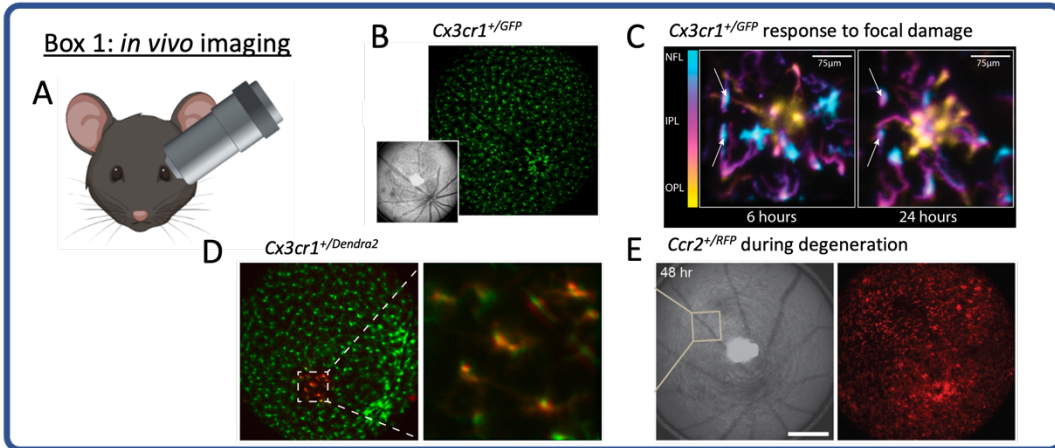 Box 1: in vivo imaging
A
B
Cx3cr1+/GFP
C
Cx3cr1+/GFP response to focal damage
NFL
IPL
OPL
75μm
75μm
6 hours
24 hours
D
Cx3cr1+/Dendra2
E
Ccr2+/RFP during degeneration
48 hr